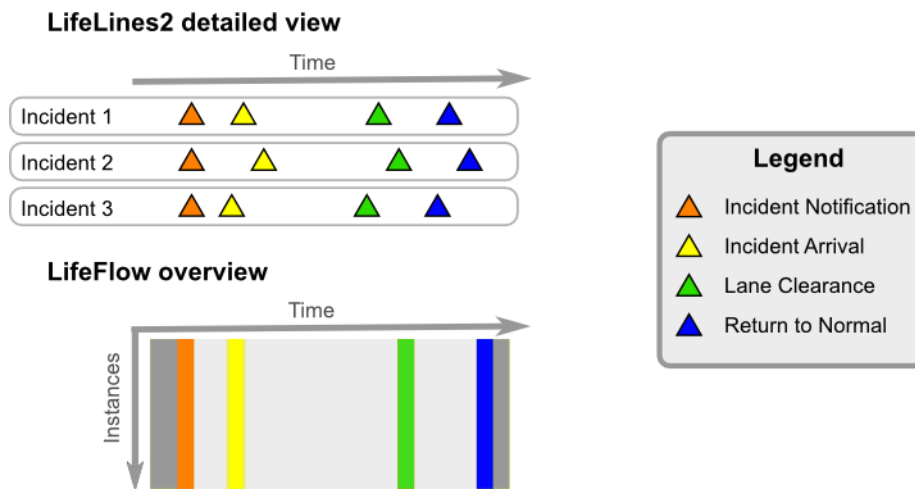 LifeLines2 detailed view
Time
Incident 1
Incident 2
Incident 3
LifeFlow overview
Time
Instances
Legend
Incident Notification
Incident Arrival
Lane Clearance
Return to Normal